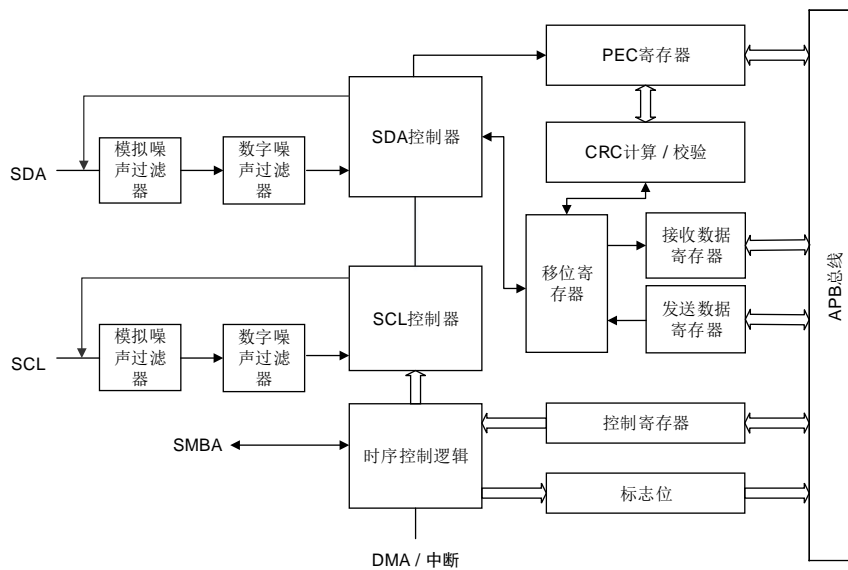 PEC寄存器
SDA控制器
CRC计算 / 校验
SDA
模拟噪
声过滤
器
数字噪
声过滤
器
移位寄
存器
接收数据
寄存器
发送数据
寄存器
APB总线
SCL控制器
SCL
模拟噪
声过滤
器
数字噪
声过滤
器
SMBA
时序控制逻辑
控制寄存器
标志位
DMA / 中断